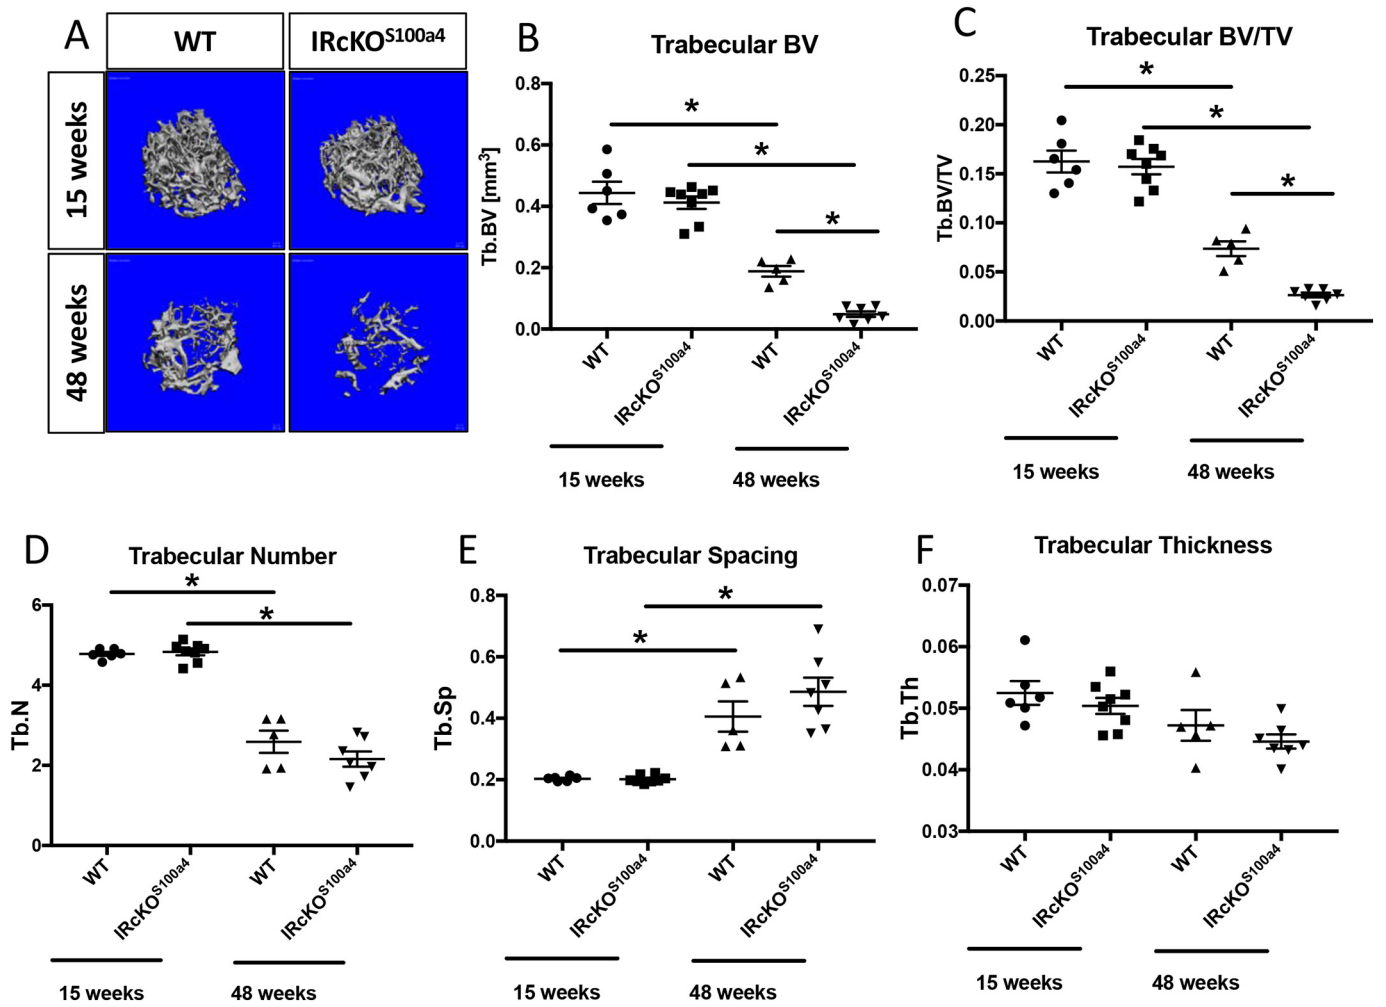 A
WT
IRcKOS100a4
15 weeks
48 weeks
B
Trabecular BV
Tb.BV [mm3]
0.8
0.6
0.4
0.2
0.0
*
*
*
WT
IRcKOS100a4
WT
IRcKOS100a4
15 weeks
48 weeks
C
Trabecular BV/TV
Tb.BV/TV
0.25
0.20
0.15
0.10
0.05
0.00
*
*
*
WT
IRcKOS100a4
WT
IRcKOS100a4
15 weeks
48 weeks
D
Trabecular Number
Tb.N
6
4
2
0
*
*
WT
IRcKOS100a4
WT
IRcKOS100a4
15 weeks
48 weeks
E
Trabecular Spacing
Tb.Sp
0.8
0.6
0.4
0.2
0.0
*
*
WT
IRcKOS100a4
WT
IRcKOS100a4
15 weeks
48 weeks
F
Trabecular Thickness
Tb.Th
0.07
0.06
0.05
0.04
0.03
WT
IRcKOS100a4
WT
IRcKOS100a4
15 weeks
48 weeks